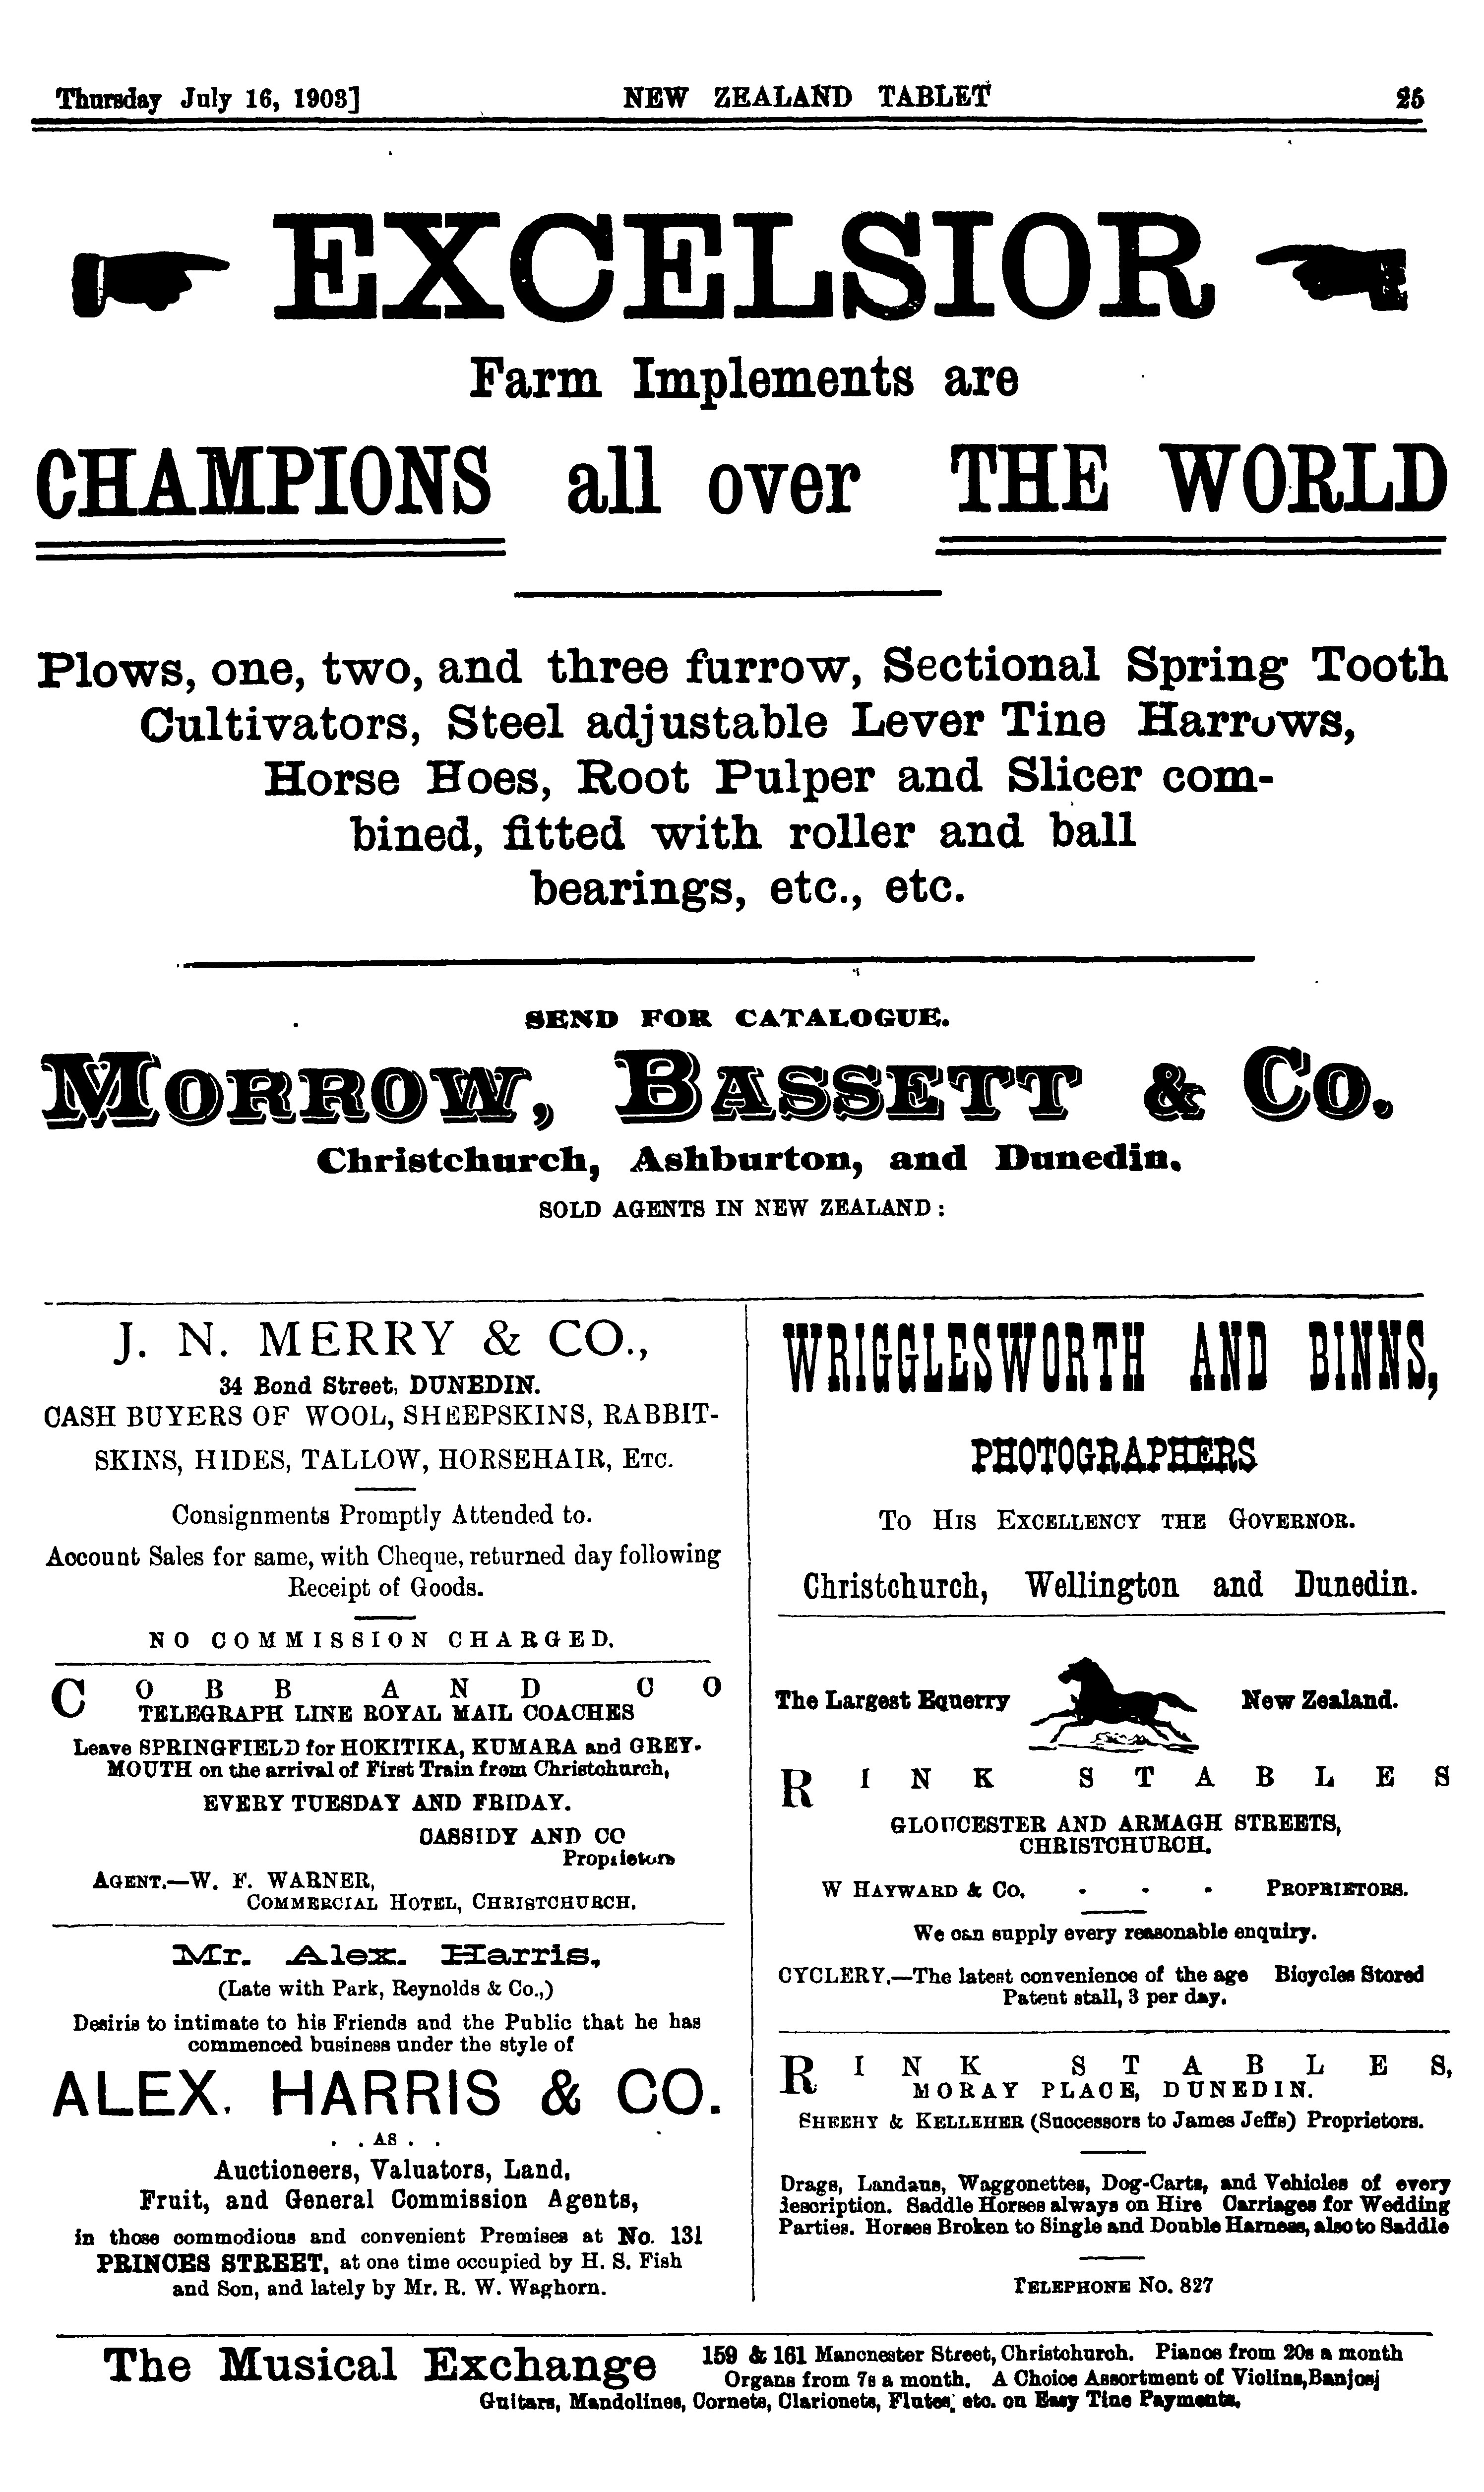 Thursday July 16, 1903] NEW ZEALAND TABLET 25
EXCELSIOR
Farm Implements are
CHAMPIONS all over THE WORLD
Plows, one, two, and three furrow, Sectional Spring Tooth
Cultivators, Steel adjustable Lever Tine Harrows,
Horse Hoes, Root Pulper and Slicer com-
bined, fitted with roller and ball
bearings, etc., etc.
SEND FOR CATALOGUE.
MORROW, BASSETT & CO.
Christchurch, Ashburton, and Dunedin.
SOLD AGENTS IN NEW ZEALAND:
J. N. MERRY & CO.,
34 Bond Street, DUNEDIN.
CASH BUYERS OF WOOL, SHEEPSKINS, RABBIT-
SKINS, HIDES, TALLOW, HORSEHAIR, ETC.
Consignments Promptly Attended to.
Account Sales for same, with Cheque, returned day following
Receipt of Goods.
NO COMMISSION CHARGED.
COBB AND CO
TELEGRAPH LINE ROYAL MAIL COACHES
Leave SPRINGFIELD for HOKITIKA, KUMARA and GREY-
MOUTH on the arrival of First Train from Christchurch,
EVERY TUESDAY AND FRIDAY.
CASSIDY AND CO
Proprietors
AGENT.—W. F. WARNER,
COMMERCIAL HOTEL, CHRISTCHURCH.
Mr. Alex. Harris,
(Late with Park, Reynolds & Co.,)
Desiris to intimate to his Friends and the Public that he has
commenced business under the style of
ALEX. HARRIS & CO.
. . AS . .
Auctioneers, Valuators, Land,
Fruit, and General Commission Agents,
in those commodious and convenient Premises at No. 131
PRINCES STREET, at one time occupied by H. S. Fish
and Son, and lately by Mr. R. W. Waghorn.
WRIGGLESWORTH AND BINNS,
PHOTOGRAPHERS
TO HIS EXCELLENCY THE GOVERNOR.
Christchurch, Wellington and Dunedin.
The Largest Equerry New Zealand.
RINK STABLES
GLOUCESTER AND ARMAGH STREETS,
CHRISTCHURCH.
W HAYWARD & CO. - - - PROPRIETORS.
We can supply every reasonable enquiry.
CYCLERY.—The latest convenience of the age Bicycles Stored
Patent stall, 3 per day.
RINK STABLES,
MORAY PLACE, DUNEDIN.
SHEEHY & KELLEHER (Successors to James Jeffs) Proprietors.
Drags, Landaus, Waggonettes, Dog-Carts, and Vehicles of every
description. Saddle Horses always on Hire Carriages for Wedding
Parties. Horses Broken to Single and Double Harness, also to Saddle
TELEPHONE NO. 827
The Musical Exchange 159 & 161 Manchester Street, Christchurch. Pianos from 20s a month
Organs from 7s a month. A Choice Assortment of Violins, Banjos,
Guitars, Mandolines, Cornets, Clarionets, Flutes, etc. on Easy Tine Payments.